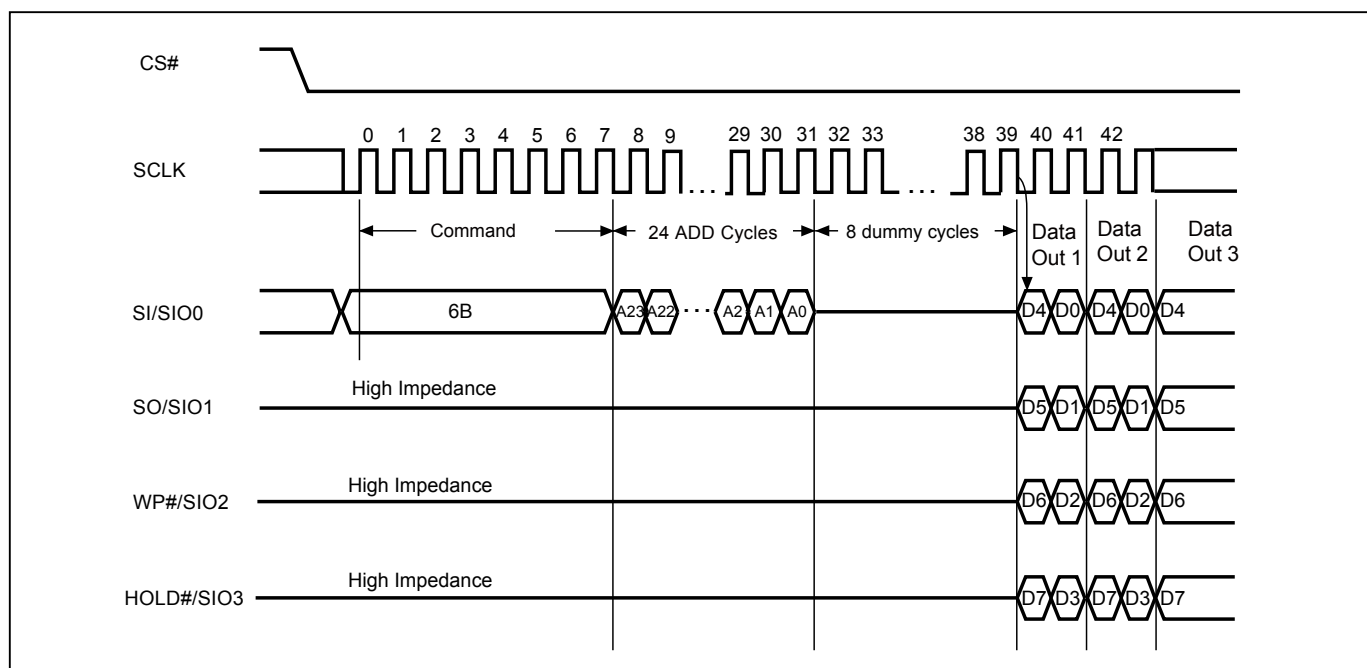 CS#
0 1 2 3 4 5 6 7 8 9 29 30 31 32 33 38 39 40 41 42
SCLK
Command 24 ADD Cycles 8 dummy cycles
Data Out 1
Data Out 2
Data Out 3
SI/SIO0 6B A23 A22 A2 A1 A0 D4 D0 D4 D0 D4
High Impedance
SO/SIO1 D5 D1 D5 D1 D5
High Impedance
WP#/SIO2 D6 D2 D6 D2 D6
High Impedance
HOLD#/SIO3 D7 D3 D7 D3 D7